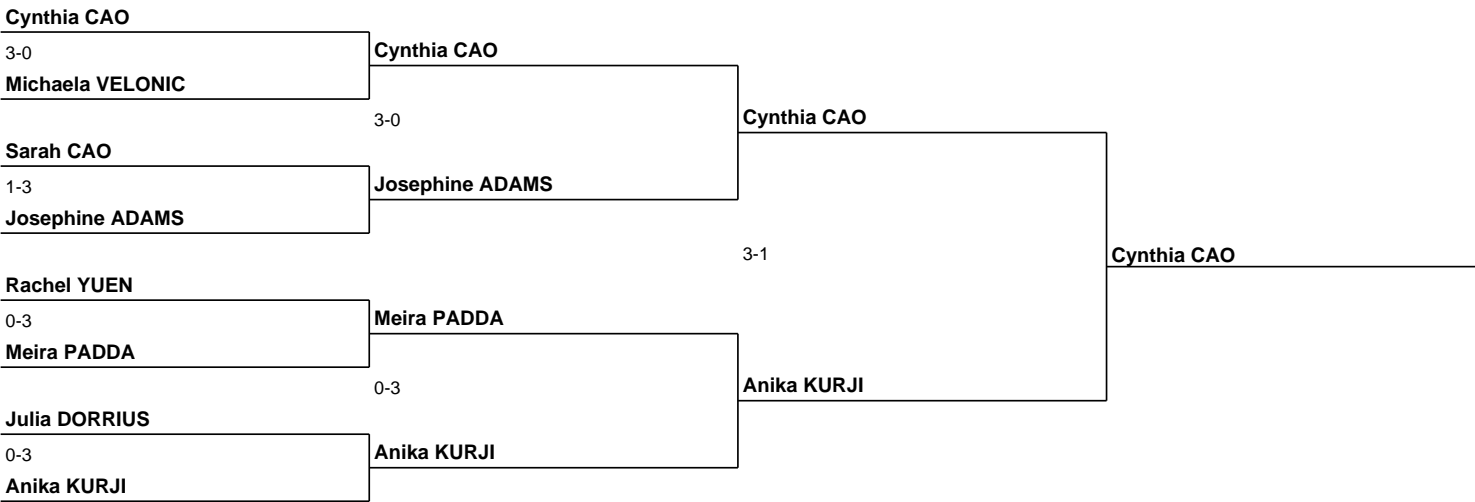 Cynthia CAO
3-0
Michaela VELONIC
Sarah CAO
1-3
Josephine ADAMS
Rachel YUEN
0-3
Meira PADDA
Julia DORRIUS
0-3
Anika KURJI
Cynthia CAO
3-0
Josephine ADAMS
Meira PADDA
0-3
Anika KURJI
Cynthia CAO
3-1
Anika KURJI
Cynthia CAO